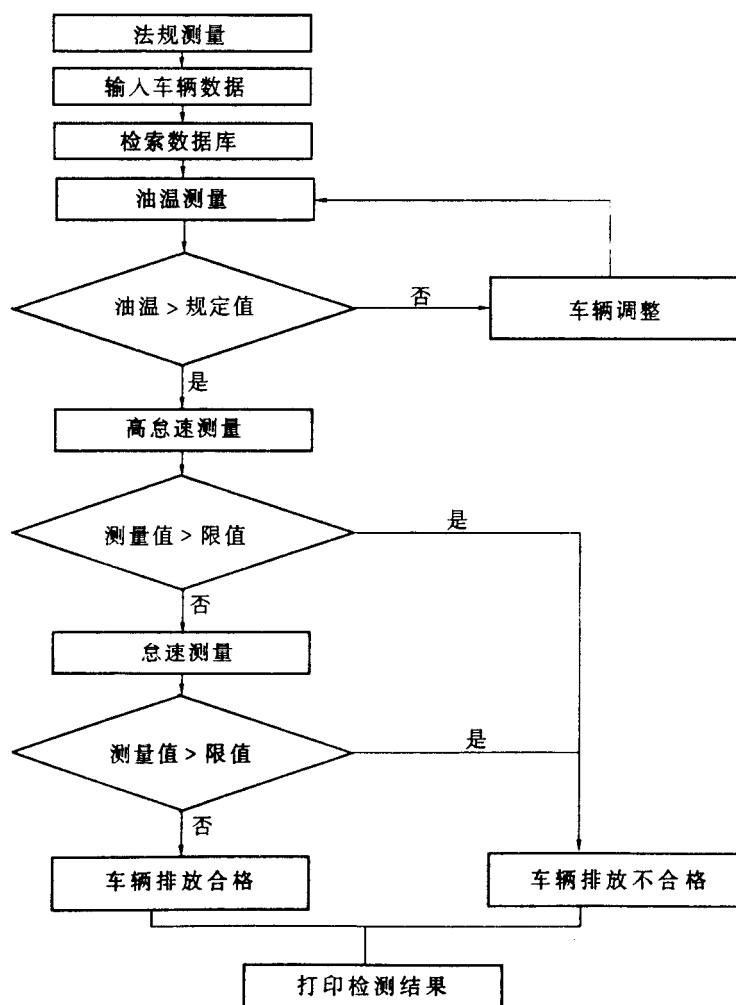 法规测量
输入车辆数据
检索数据库
油温测量
油温 > 规定值
否
车辆调整
是
高怠速测量
测量值 > 限值
是
否
怠速测量
测量值 > 限值
是
否
车辆排放合格
车辆排放不合格
打印检测结果